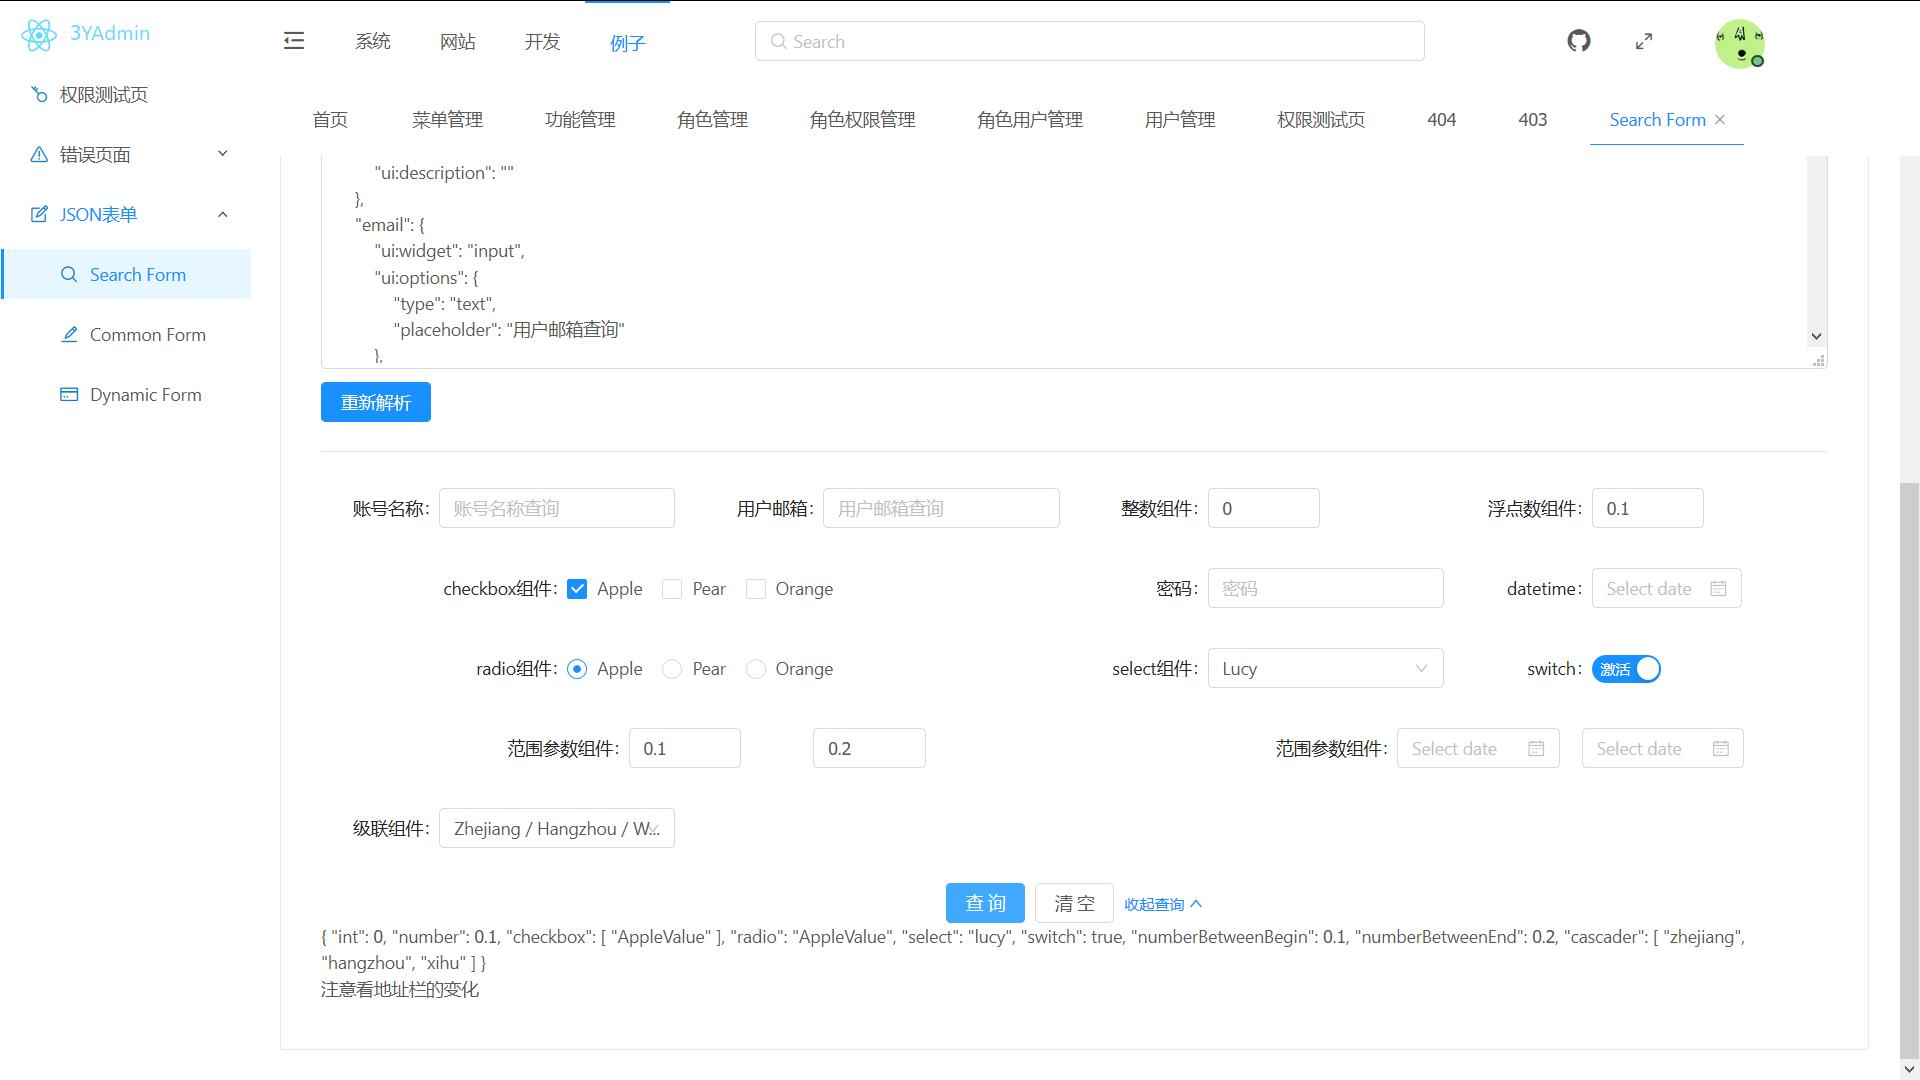 3YAdmin
系统
网站
开发
例子
Search
权限测试页
错误页面
JSON表单
Search Form
Common Form
Dynamic Form
首页
菜单管理
功能管理
角色管理
角色权限管理
角色用户管理
用户管理
权限测试页
404
403
Search Form
"ui:description": ""
},
"email": {
"ui:widget": "input",
"ui:options": {
"type": "text",
"placeholder": "用户邮箱查询"
},
重新解析
账号名称: 账号名称查询
用户邮箱: 用户邮箱查询
整数组件: 0
浮点数组件: 0.1
checkbox组件: Apple Pear Orange
密码: 密码
datetime: Select date
radio组件: Apple Pear Orange
select组件: Lucy
switch: 激活
范围参数组件: 0.1 0.2
范围参数组件: Select date Select date
级联组件: Zhejiang / Hangzhou / W...
查 询
清 空
收起查询
{ "int": 0, "number": 0.1, "checkbox": [ "AppleValue" ], "radio": "AppleValue", "select": "lucy", "switch": true, "numberBetweenBegin": 0.1, "numberBetweenEnd": 0.2, "cascader": [ "zhejiang",
"hangzhou", "xihu" ] }
注意看地址栏的变化